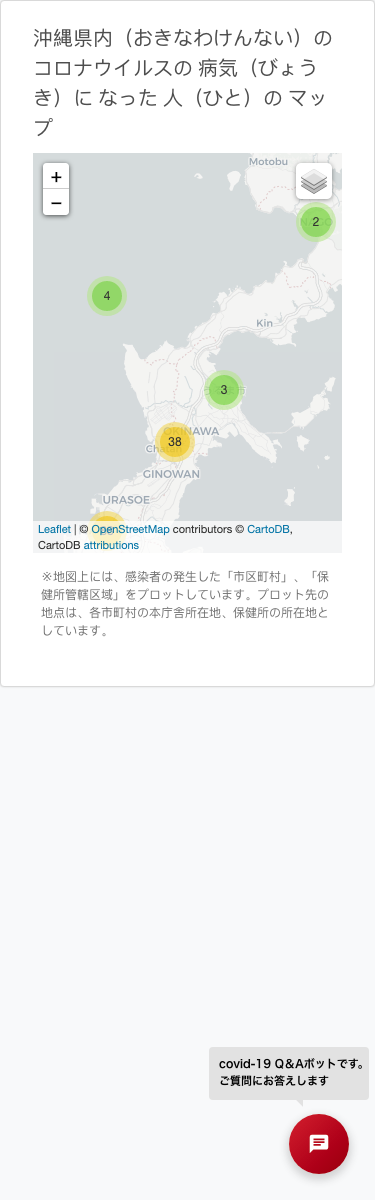 沖縄県内（おきなわけんない）の
コロナウイルスの 病気（びょう
き）に なった 人（ひと）の マッ
プ
Motobu
+
−
2
4
Kin
3
OKINAWA
38
GINOWAN
URASOE
Leaflet | © OpenStreetMap contributors © CartoDB,
CartoDB attributions
※地図上には、感染者の発生した「市区町村」、「保
健所管轄区域」をプロットしています。プロット先の
地点は、各市町村の本庁舎所在地、保健所の所在地と
しています。
covid-19 Q&Aボットです。
ご質問にお答えします